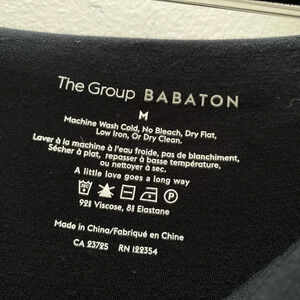 The Group BABATON
M
Machine Wash Cold, No Bleach, Dry Flat,
Low Iron, Or Dry Clean.
Laver à la machine à l'eau froide, pas de blanchiment,
Sécher à plat, repasser à basse température,
ou nettoyer à sec.
A little love goes a long way
92% Viscose, 8% Elastane
Made in China/Fabriqué en Chine
CA 23725 RN 122354